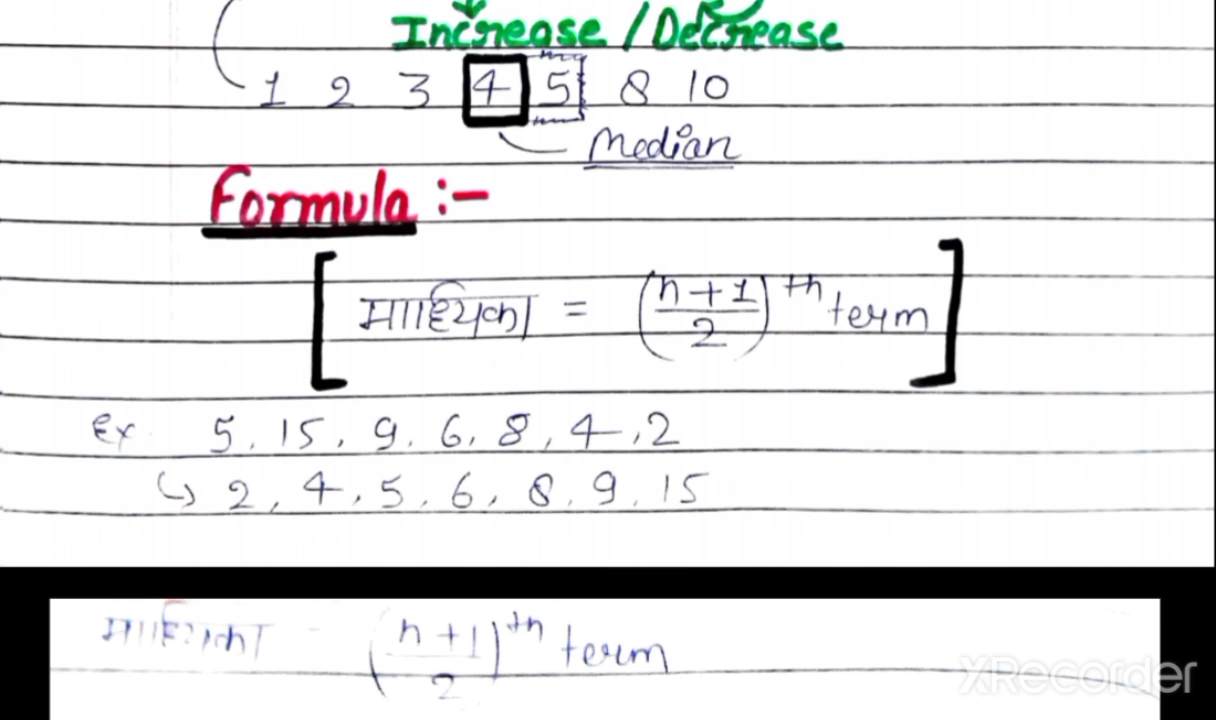 Increase / Decrease
1 2 3 4 5 8 10
Median
Formula :-
[ माध्यिका = (n+1/2)th term ]
Ex. 5, 15, 9, 6, 8, 4, 2
↳ 2, 4, 5, 6, 8, 9, 15
माध्यिका = (n+1/2)th term
XRecorder